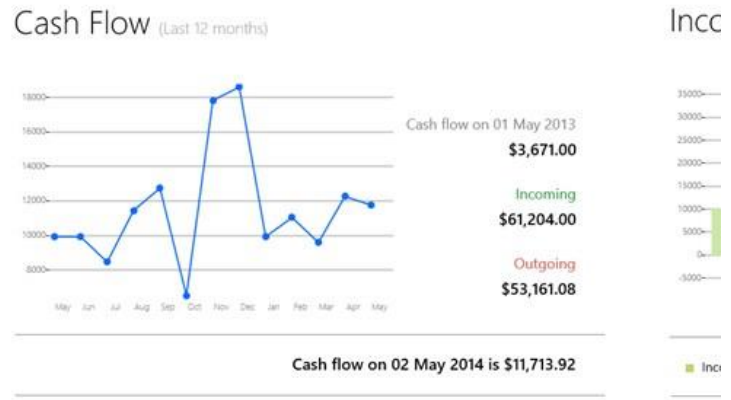 Cash Flow (Last 12 months)
18000
16000
14000
12000
10000
8000
May Jun Jul Aug Sep Oct Nov Dec Jan Feb Mar Apr May
Cash flow on 01 May 2013
$3,671.00
Incoming
$61,204.00
Outgoing
$53,161.08
Cash flow on 02 May 2014 is $11,713.92
Inco
35000
30000
25000
20000
15000
10000
5000
0
-5000
Inc